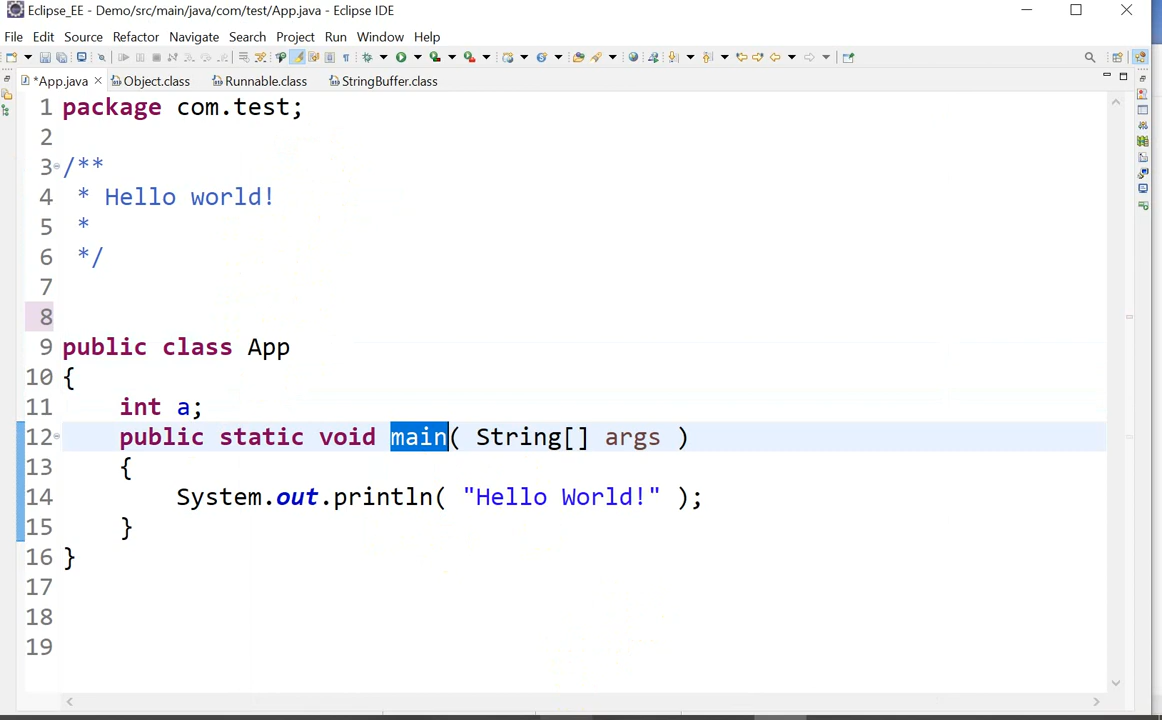 Eclipse_EE - Demo/src/main/java/com/test/App.java - Eclipse IDE
File Edit Source Refactor Navigate Search Project Run Window Help
*App.java Object.class Runnable.class StringBuffer.class
1 package com.test;
2
3 /**
4 * Hello world!
5 *
6 */
7
8
9 public class App
10 {
11 int a;
12 public static void main( String[] args )
13 {
14 System.out.println( "Hello World!" );
15 }
16 }
17
18
19